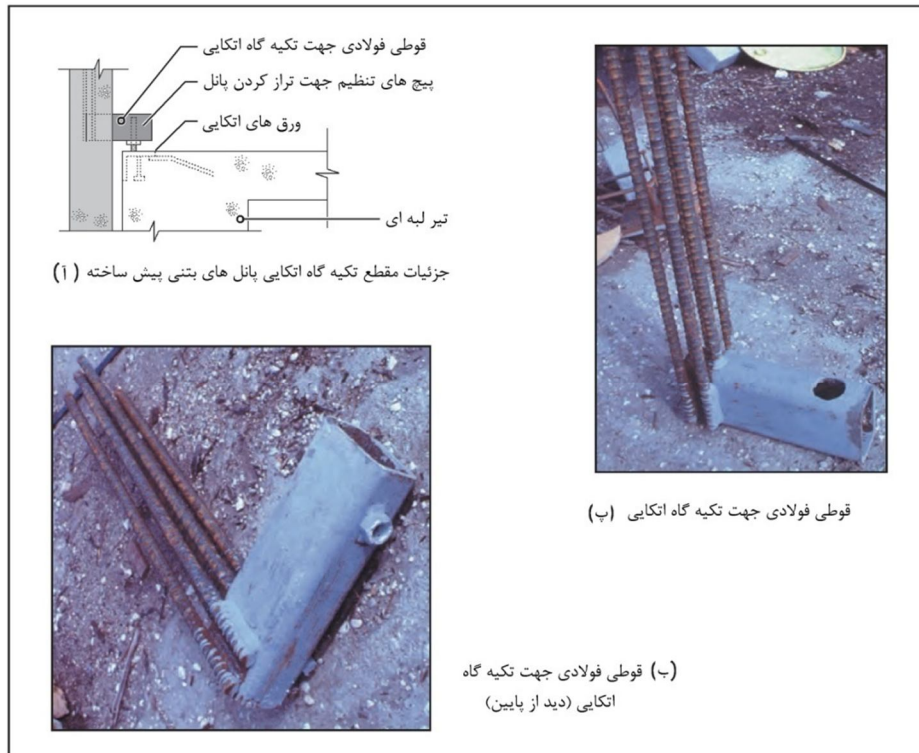 قوطی فولادی جهت تکیه گاه اتکایی
پیچ های تنظیم جهت تراز کردن پانل
ورق های اتکایی
تیر لبه ای
جزئیات مقطع تکیه گاه اتکایی پانل های بتنی پیش ساخته (آ)
قوطی فولادی جهت تکیه گاه اتکایی (پ)
(ب) قوطی فولادی جهت تکیه گاه
اتکایی (دید از پایین)